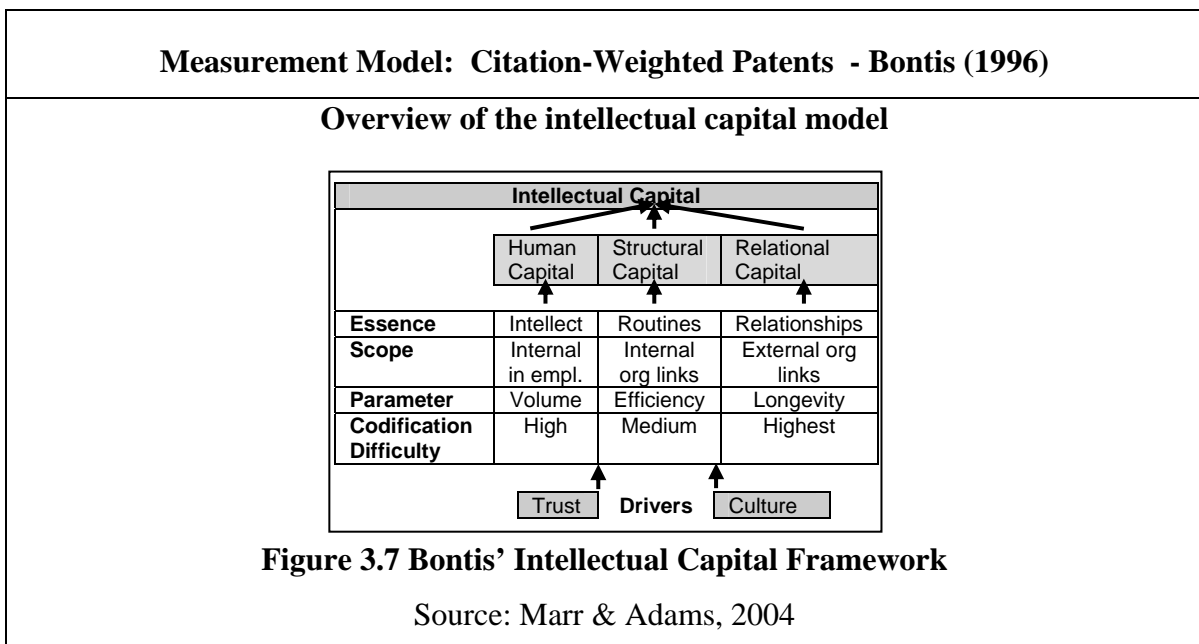 Measurement Model: Citation-Weighted Patents - Bontis (1996)
Overview of the intellectual capital model
Intellectual Capital
Human Structural Relational
Capital Capital Capital
Essence Intellect Routines Relationships
Scope Internal Internal External org
in empl. org links links
Parameter Volume Efficiency Longevity
Codification High Medium Highest
Difficulty
Trust Drivers Culture
Figure 3.7 Bontis’ Intellectual Capital Framework
Source: Marr & Adams, 2004